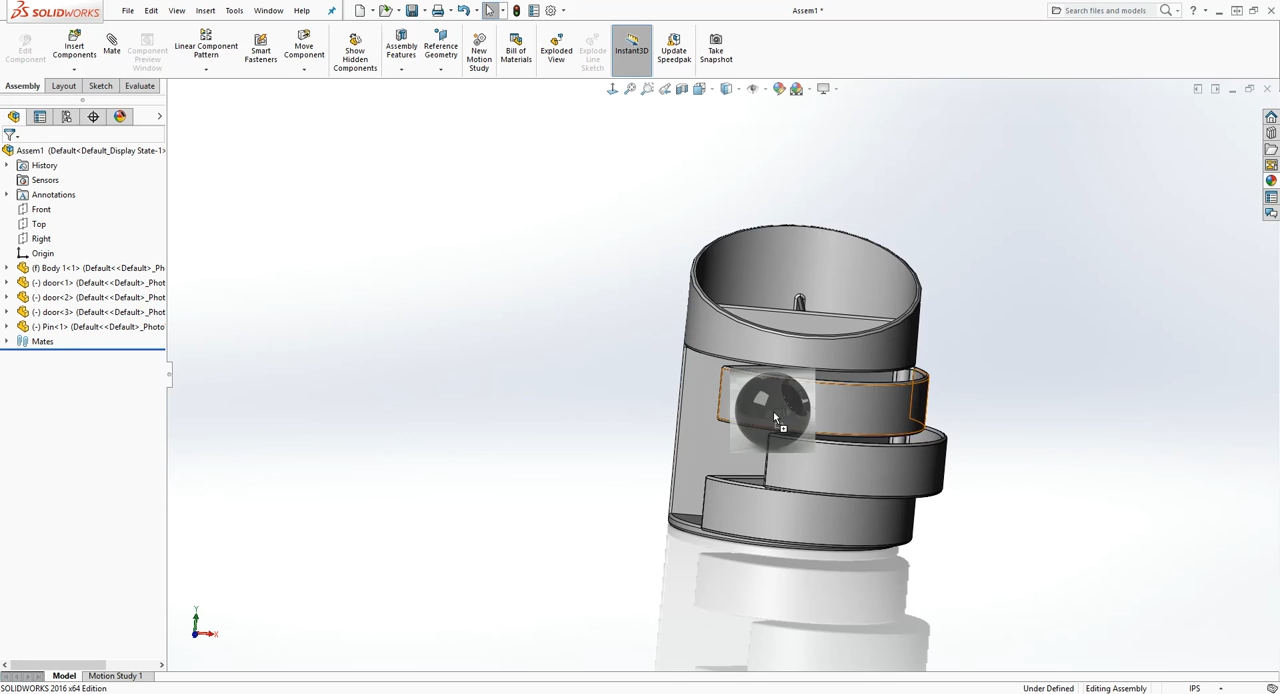 SOLIDWORKS
File Edit View Insert Tools Window Help
Assem1 *
Search files and models
Edit Component
Insert Components
Mate
Component Preview Window
Linear Component Pattern
Smart Fasteners
Move Component
Show Hidden Components
Assembly Features
Reference Geometry
New Motion Study
Bill of Materials
Exploded View
Explode Line Sketch
Instant3D
Update Speedpak
Take Snapshot
Assembly Layout Sketch Evaluate
Assem1 (Default<Default_Display State-1>
History
Sensors
Annotations
Front
Top
Right
Origin
(f) Body 1<1> (Default<<Default>_Ph
(-) door<1> (Default<<Default>_Phot
(-) door<2> (Default<<Default>_Phot
(-) door<3> (Default<<Default>_Phot
(-) Pin<1> (Default<<Default>_Photo
Mates
Y
X
Model Motion Study 1
SOLIDWORKS 2016 x64 Edition
Under Defined Editing Assembly IPS